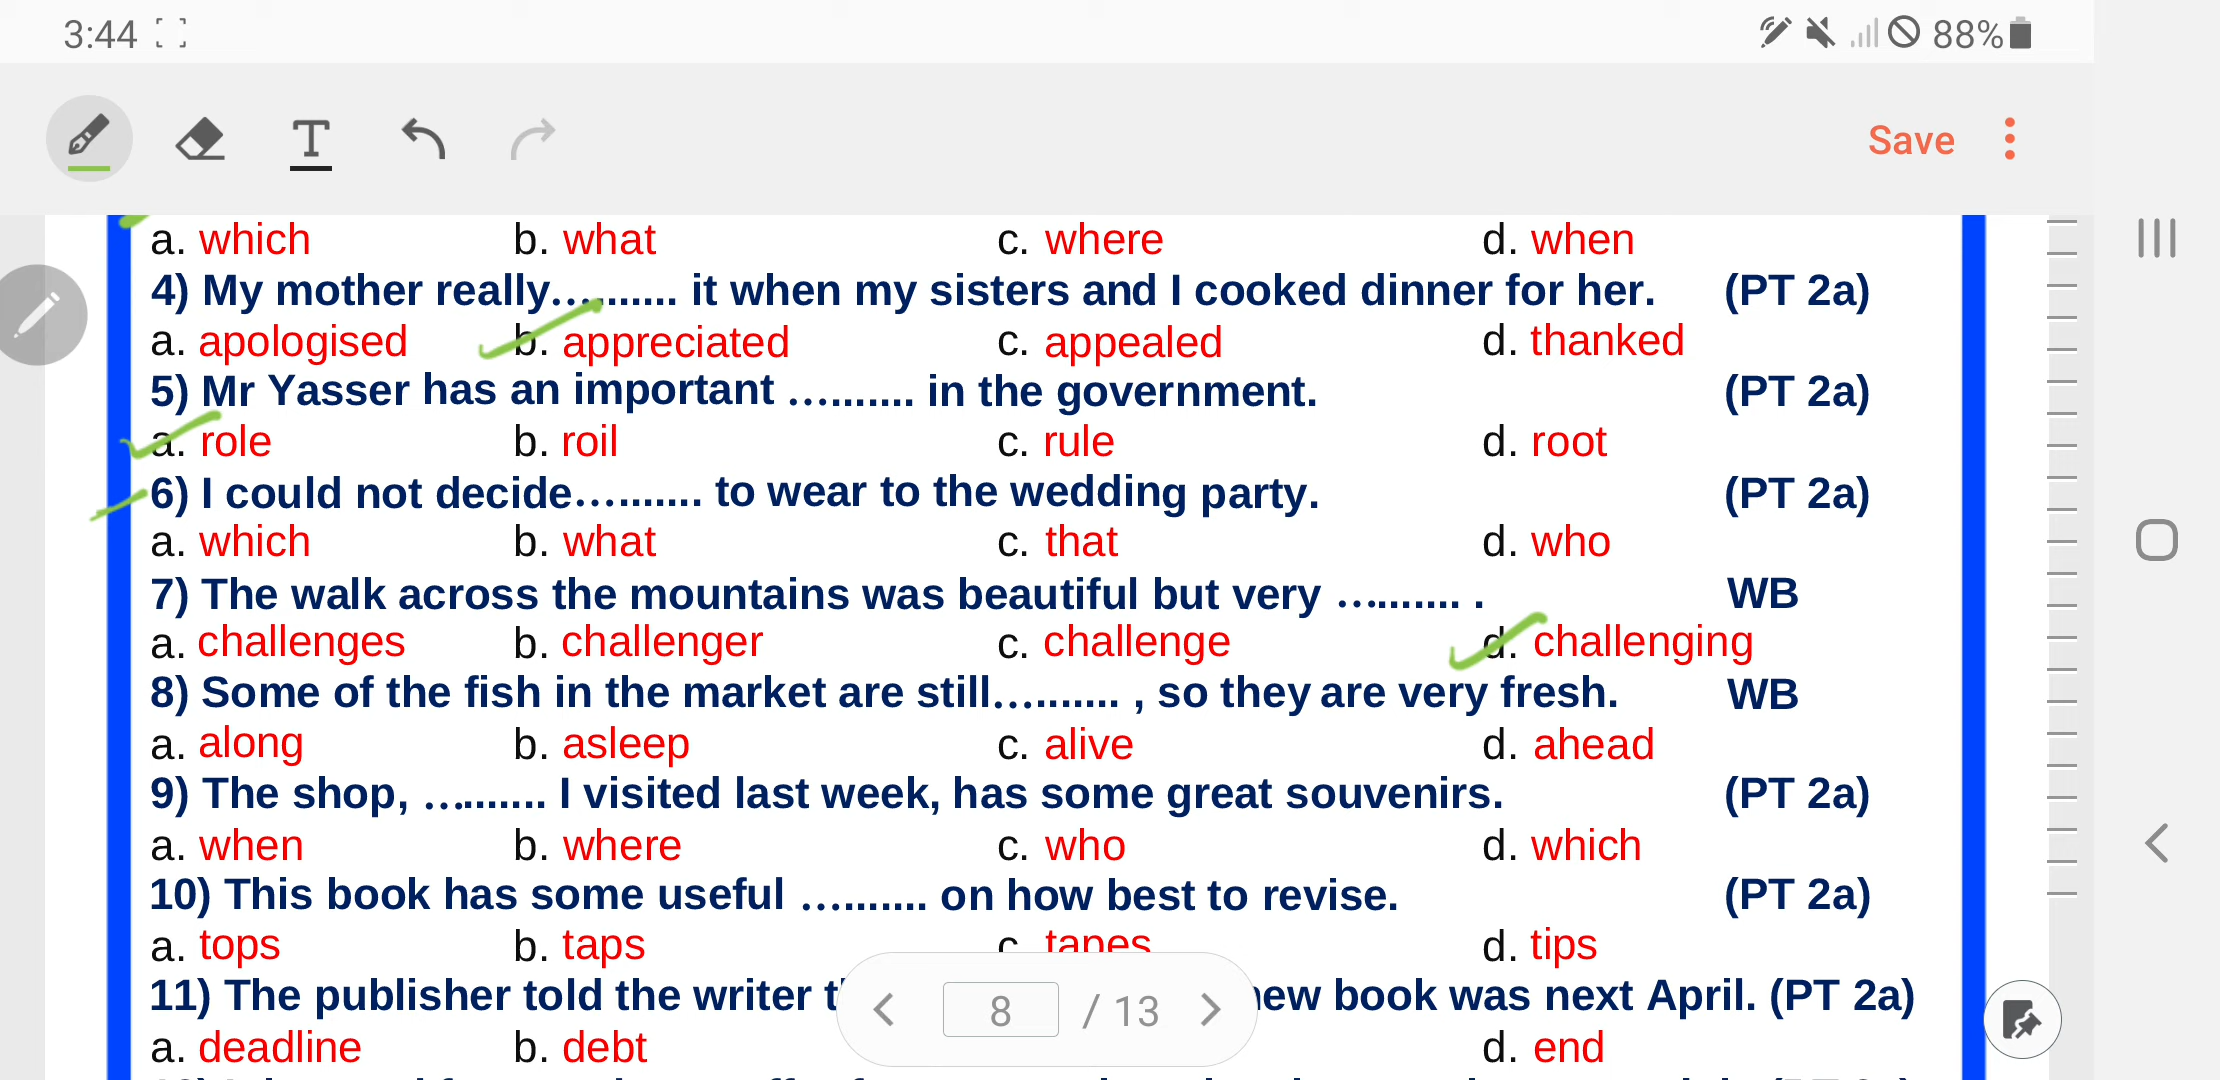 3:44
88%
T
Save
a. which b. what c. where d. when
4) My mother really.......... it when my sisters and I cooked dinner for her. (PT 2a)
a. apologised b. appreciated c. appealed d. thanked
5) Mr Yasser has an important .......... in the government. (PT 2a)
a. role b. roil c. rule d. root
6) I could not decide.......... to wear to the wedding party. (PT 2a)
a. which b. what c. that d. who
7) The walk across the mountains was beautiful but very .......... . WB
a. challenges b. challenger c. challenge d. challenging
8) Some of the fish in the market are still.......... , so they are very fresh. WB
a. along b. asleep c. alive d. ahead
9) The shop, .......... I visited last week, has some great souvenirs. (PT 2a)
a. when b. where c. who d. which
10) This book has some useful .......... on how best to revise. (PT 2a)
a. tops b. taps c. tapes d. tips
11) The publisher told the writer new book was next April. (PT 2a)
a. deadline b. debt d. end
8 / 13